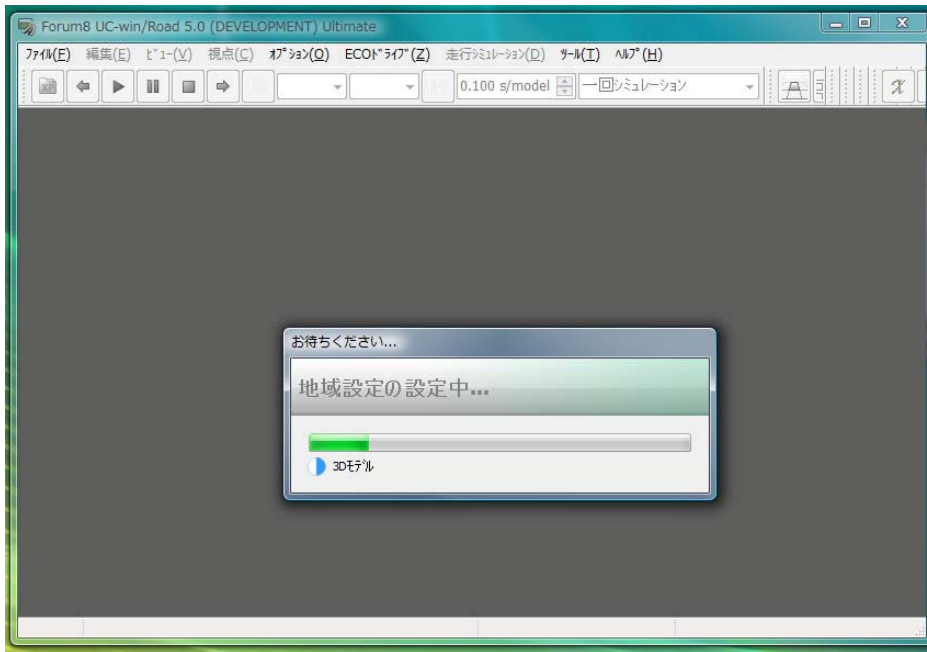 Forum8 UC-win/Road 5.0 (DEVELOPMENT) Ultimate
ﾌｧｲﾙ(F) 編集(E) ﾋﾞｭｰ(V) 視点(C) ｵﾌﾟｼｮﾝ(O) ECOﾄﾞﾗｲﾌﾞ(Z) 走行ｼﾐｭﾚｰｼｮﾝ(D) ﾂｰﾙ(T) ﾍﾙﾌﾟ(H)
XP 0.100 s/model 一回シミュレーション
お待ちください...
地域設定の設定中...
3Dﾓﾃﾞﾙ